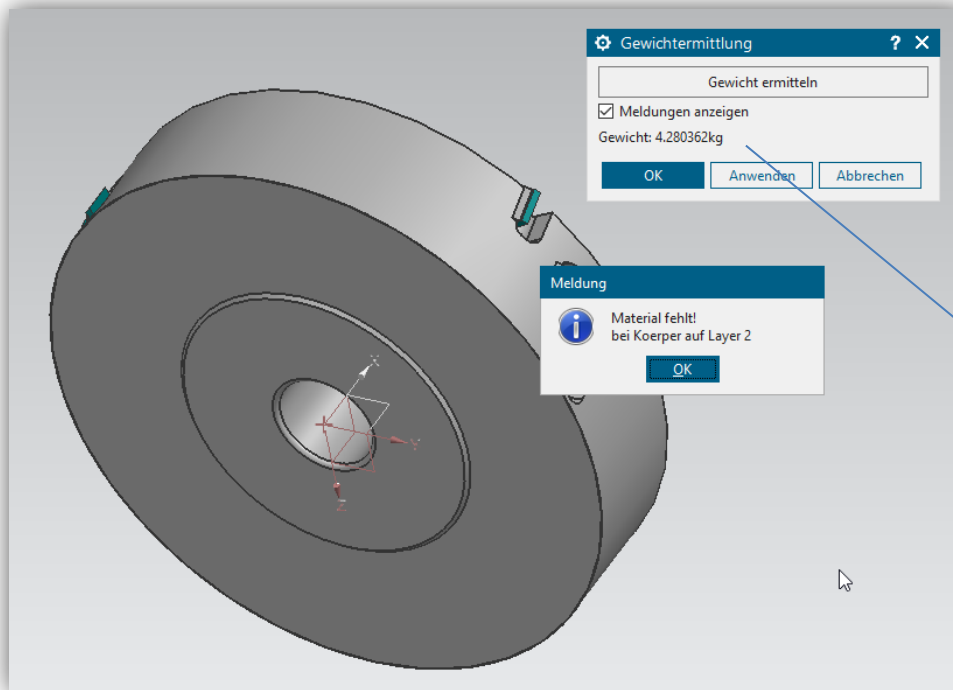 Gewichtermittlung ? X
Gewicht ermitteln
Meldungen anzeigen
Gewicht: 4.280362kg
OK Anwenden Abbrechen
Meldung
Material fehlt!
bei Koerper auf Layer 2
OK
X
Y
Z